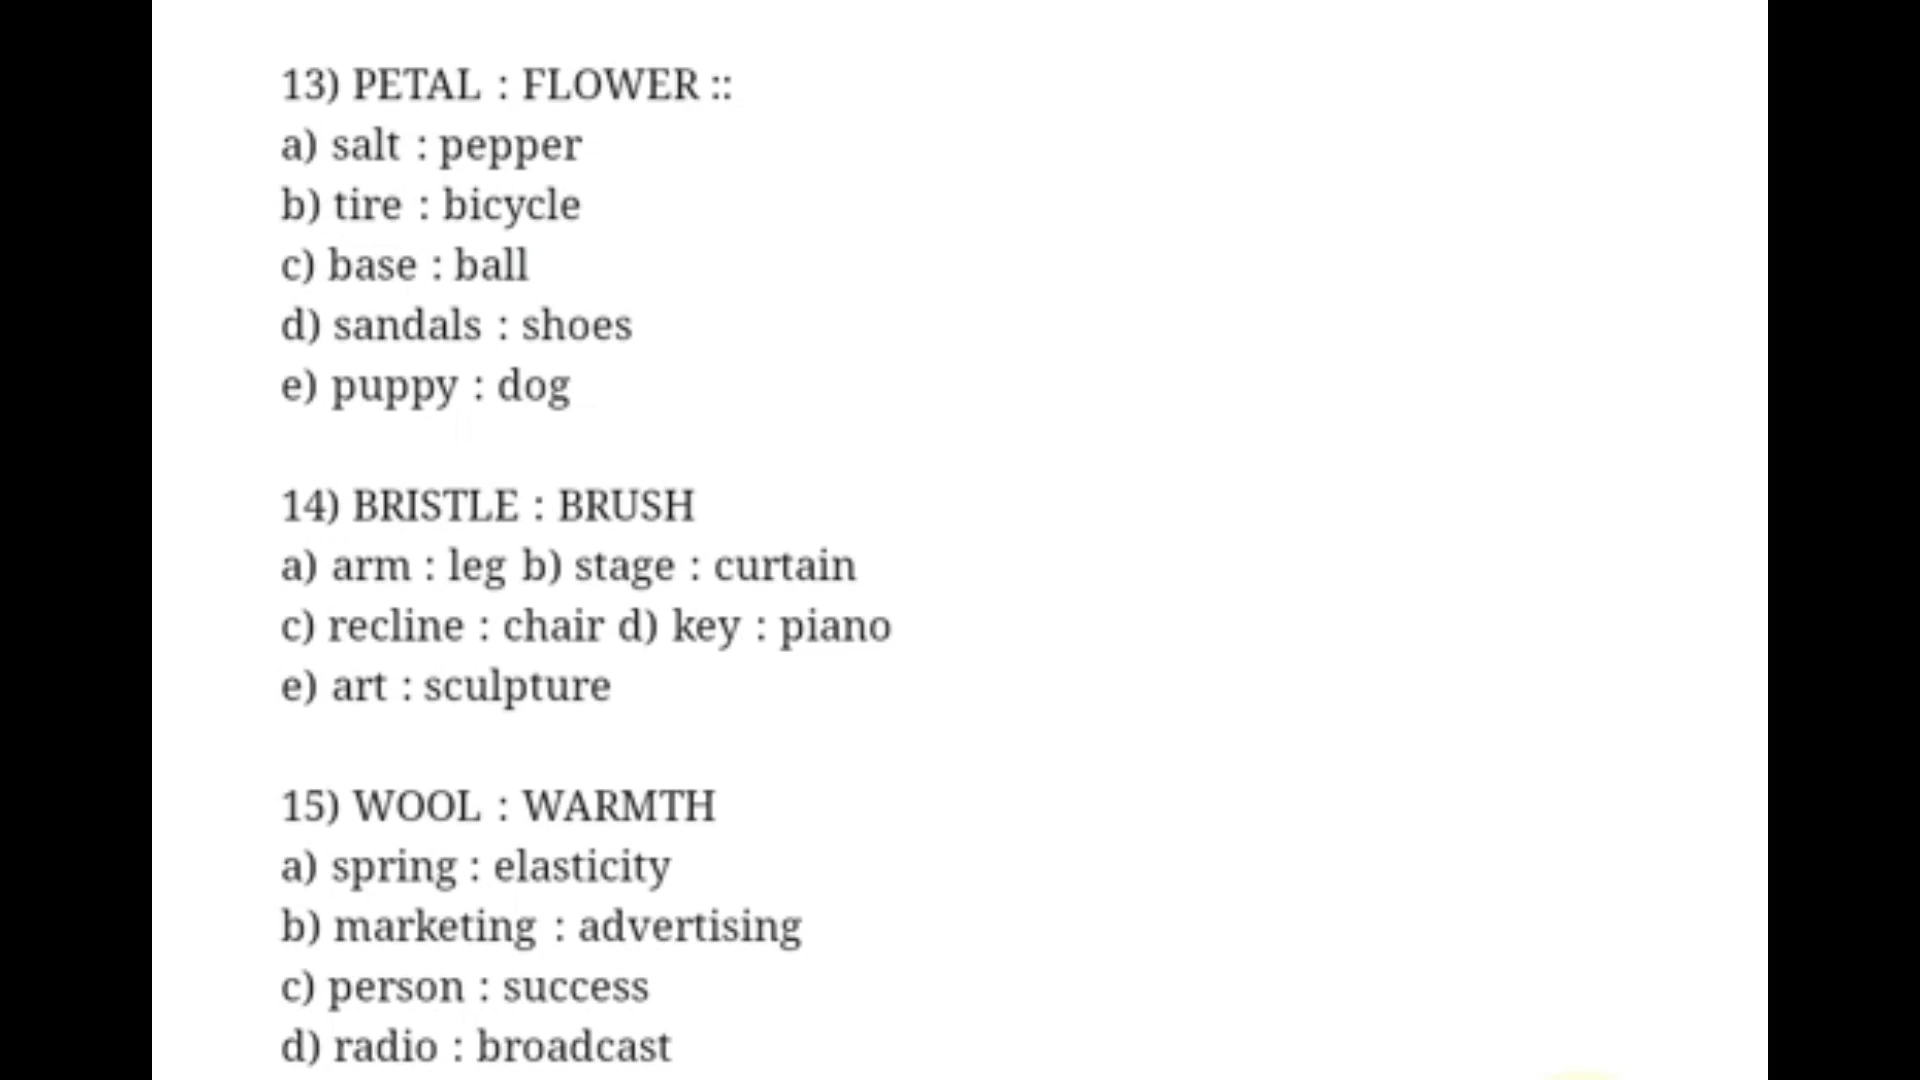 13) PETAL : FLOWER ::
a) salt : pepper
b) tire : bicycle
c) base : ball
d) sandals : shoes
e) puppy : dog
14) BRISTLE : BRUSH
a) arm : leg b) stage : curtain
c) recline : chair d) key : piano
e) art : sculpture
15) WOOL : WARMTH
a) spring : elasticity
b) marketing : advertising
c) person : success
d) radio : broadcast